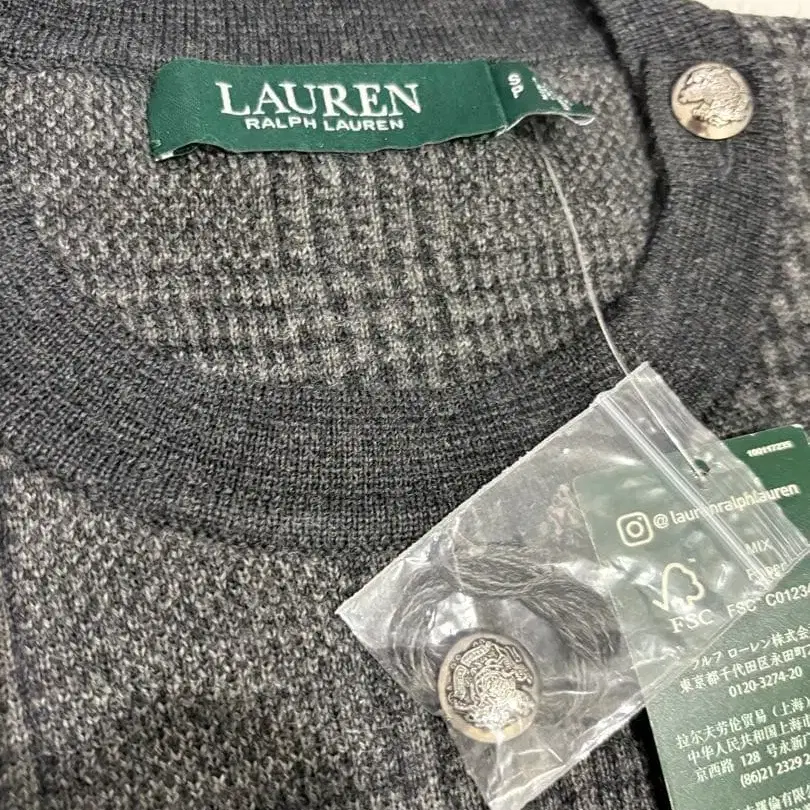 LAUREN
RALPH LAUREN
S
P
100117235
@laurenralphlauren
MIX
Paper
FSC
FSC C01234
ラルフ ローレン株式会
東京都千代田区永田町2
0120-3274-20
拉尔夫劳伦贸易（上海）
中华人民共和国上海市
京西路 128 号永新广
(86)21 2329 2